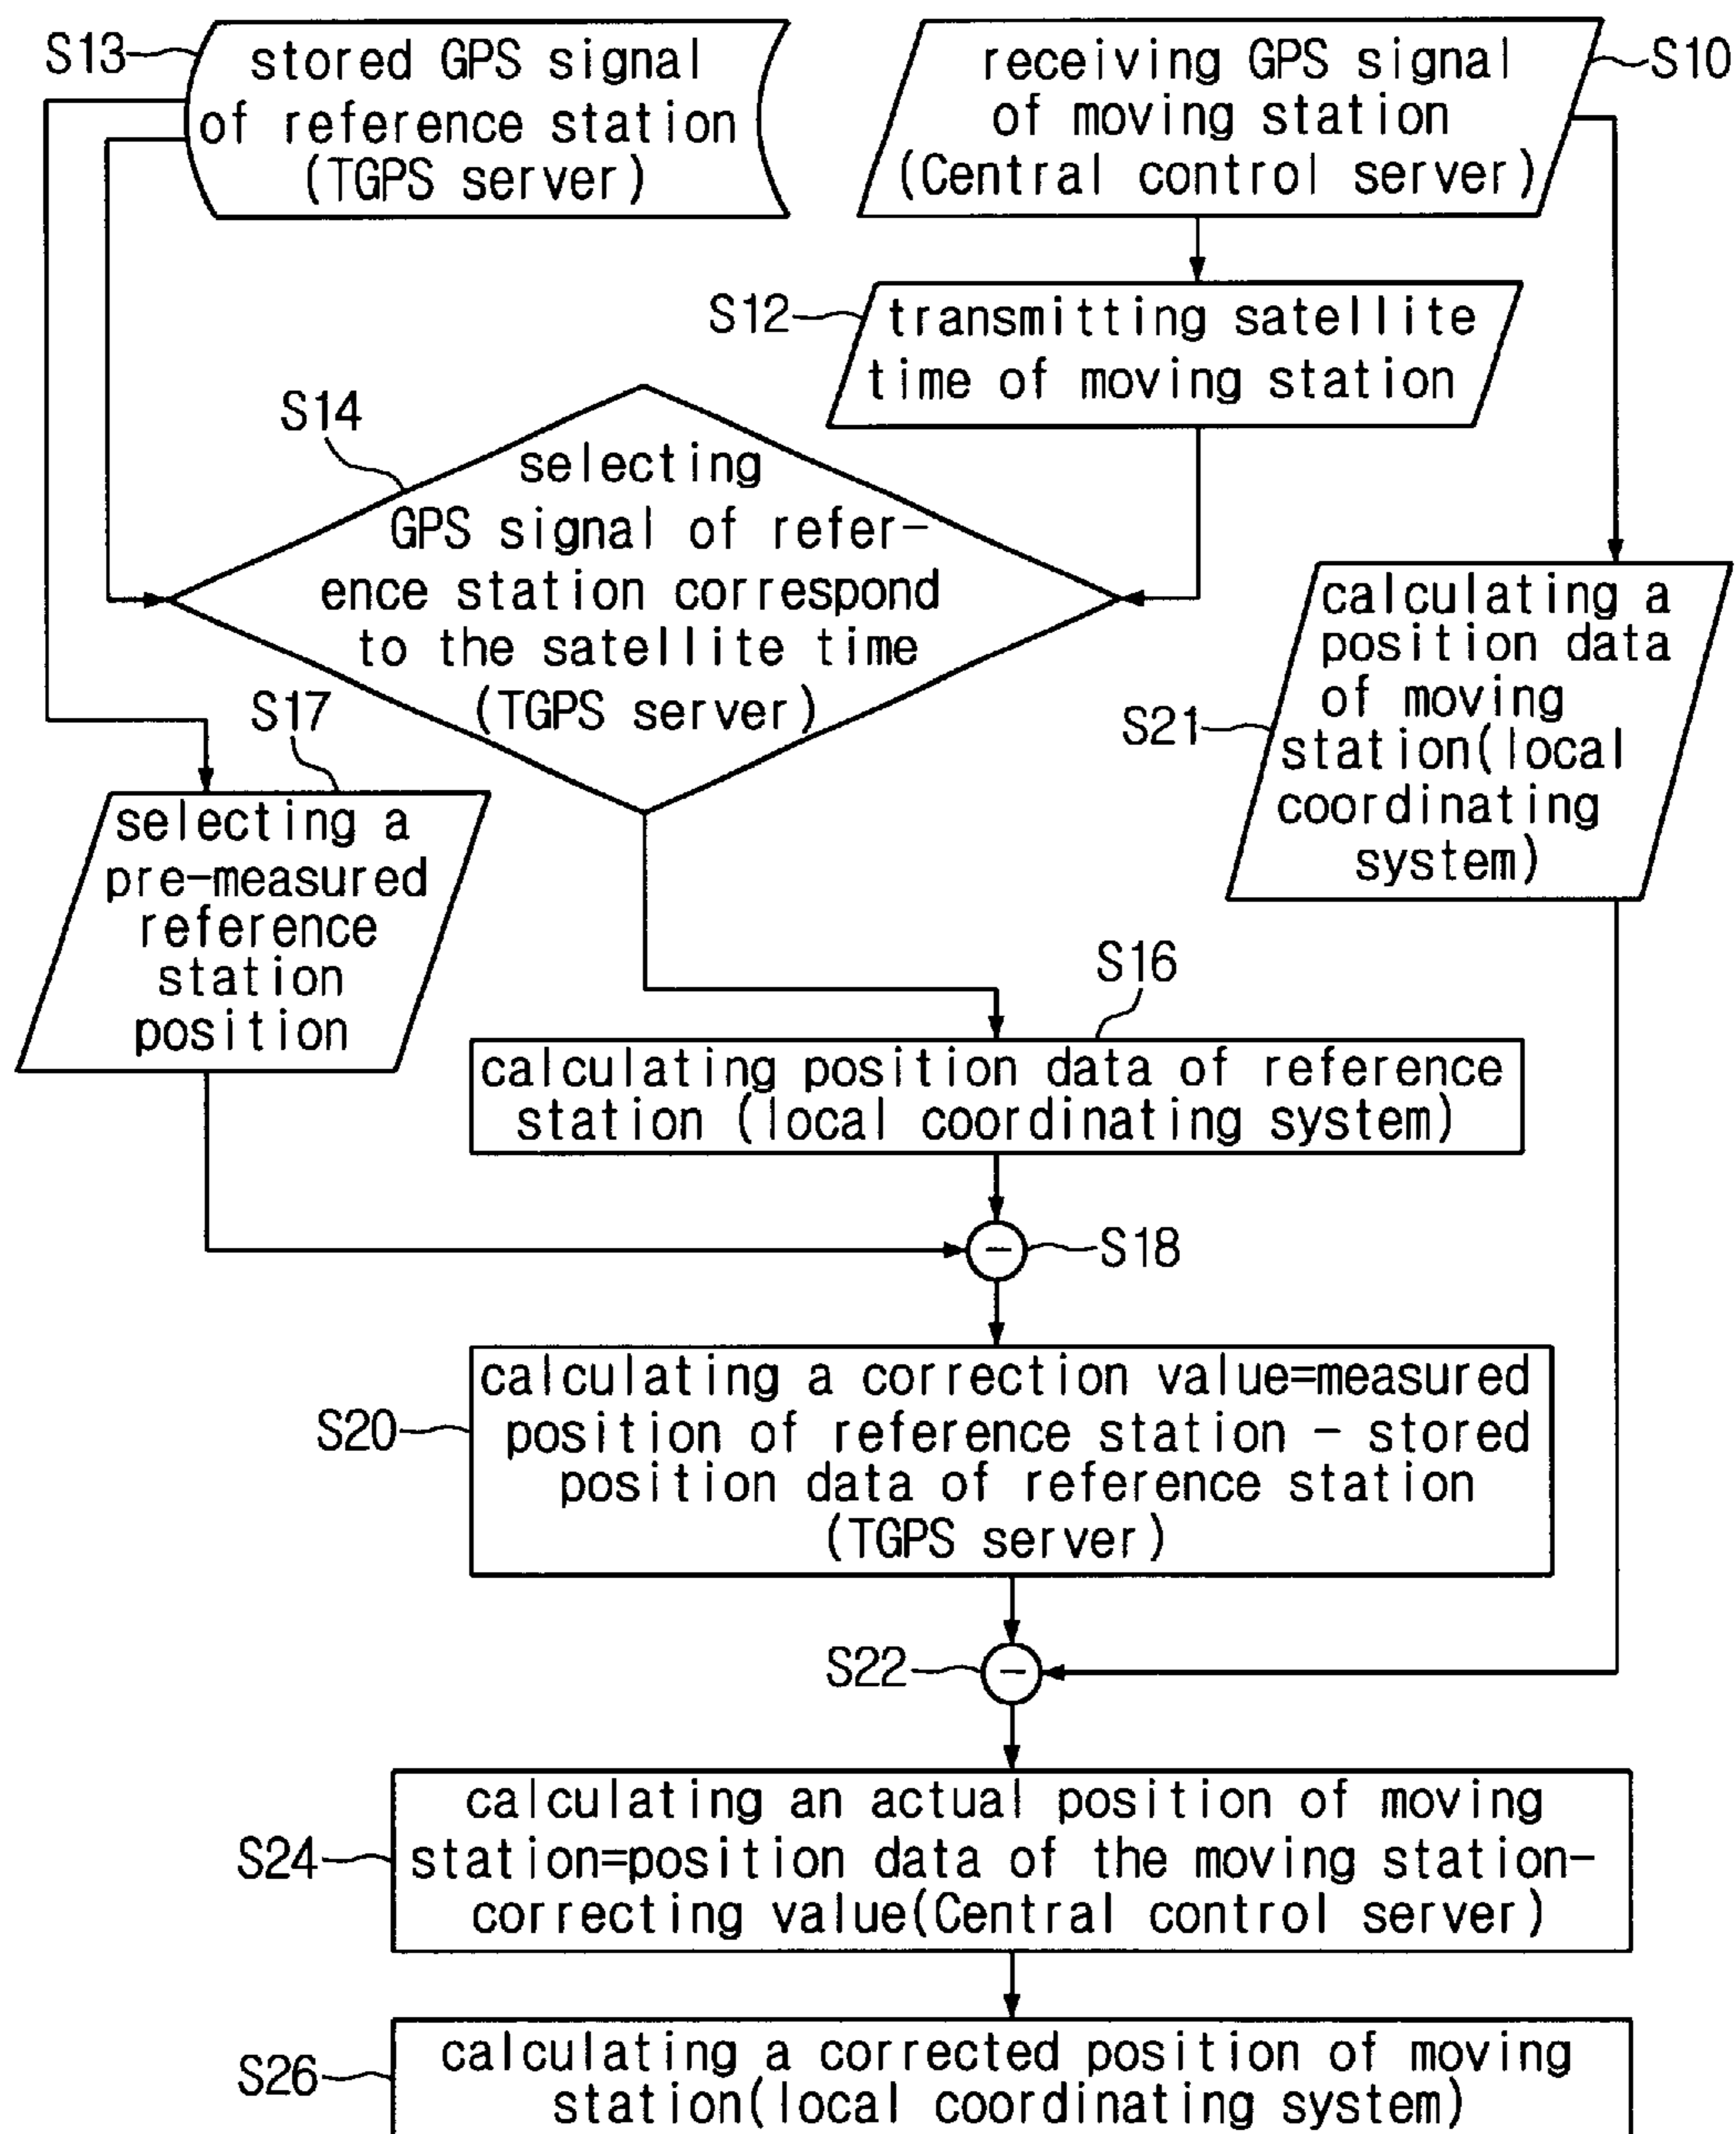 S13
stored GPS signal
of reference station
(TGPS server)
receiving GPS signal
of moving station
(Central control server)
S10
S12
transmitting satellite
time of moving station
S14
selecting
GPS signal of refer-
ence station correspond
to the satellite time
(TGPS server)
S17
selecting a
pre-measured
reference
station
position
S21
calculating a
position data
of moving
station(local
coordinating
system)
S16
calculating position data of reference
station (local coordinating system)
-
S18
S20
calculating a correction value=measured
position of reference station - stored
position data of reference station
(TGPS server)
S22
-
S24
calculating an actual position of moving
station=position data of the moving station-
correcting value(Central control server)
S26
calculating a corrected position of moving
station(local coordinating system)